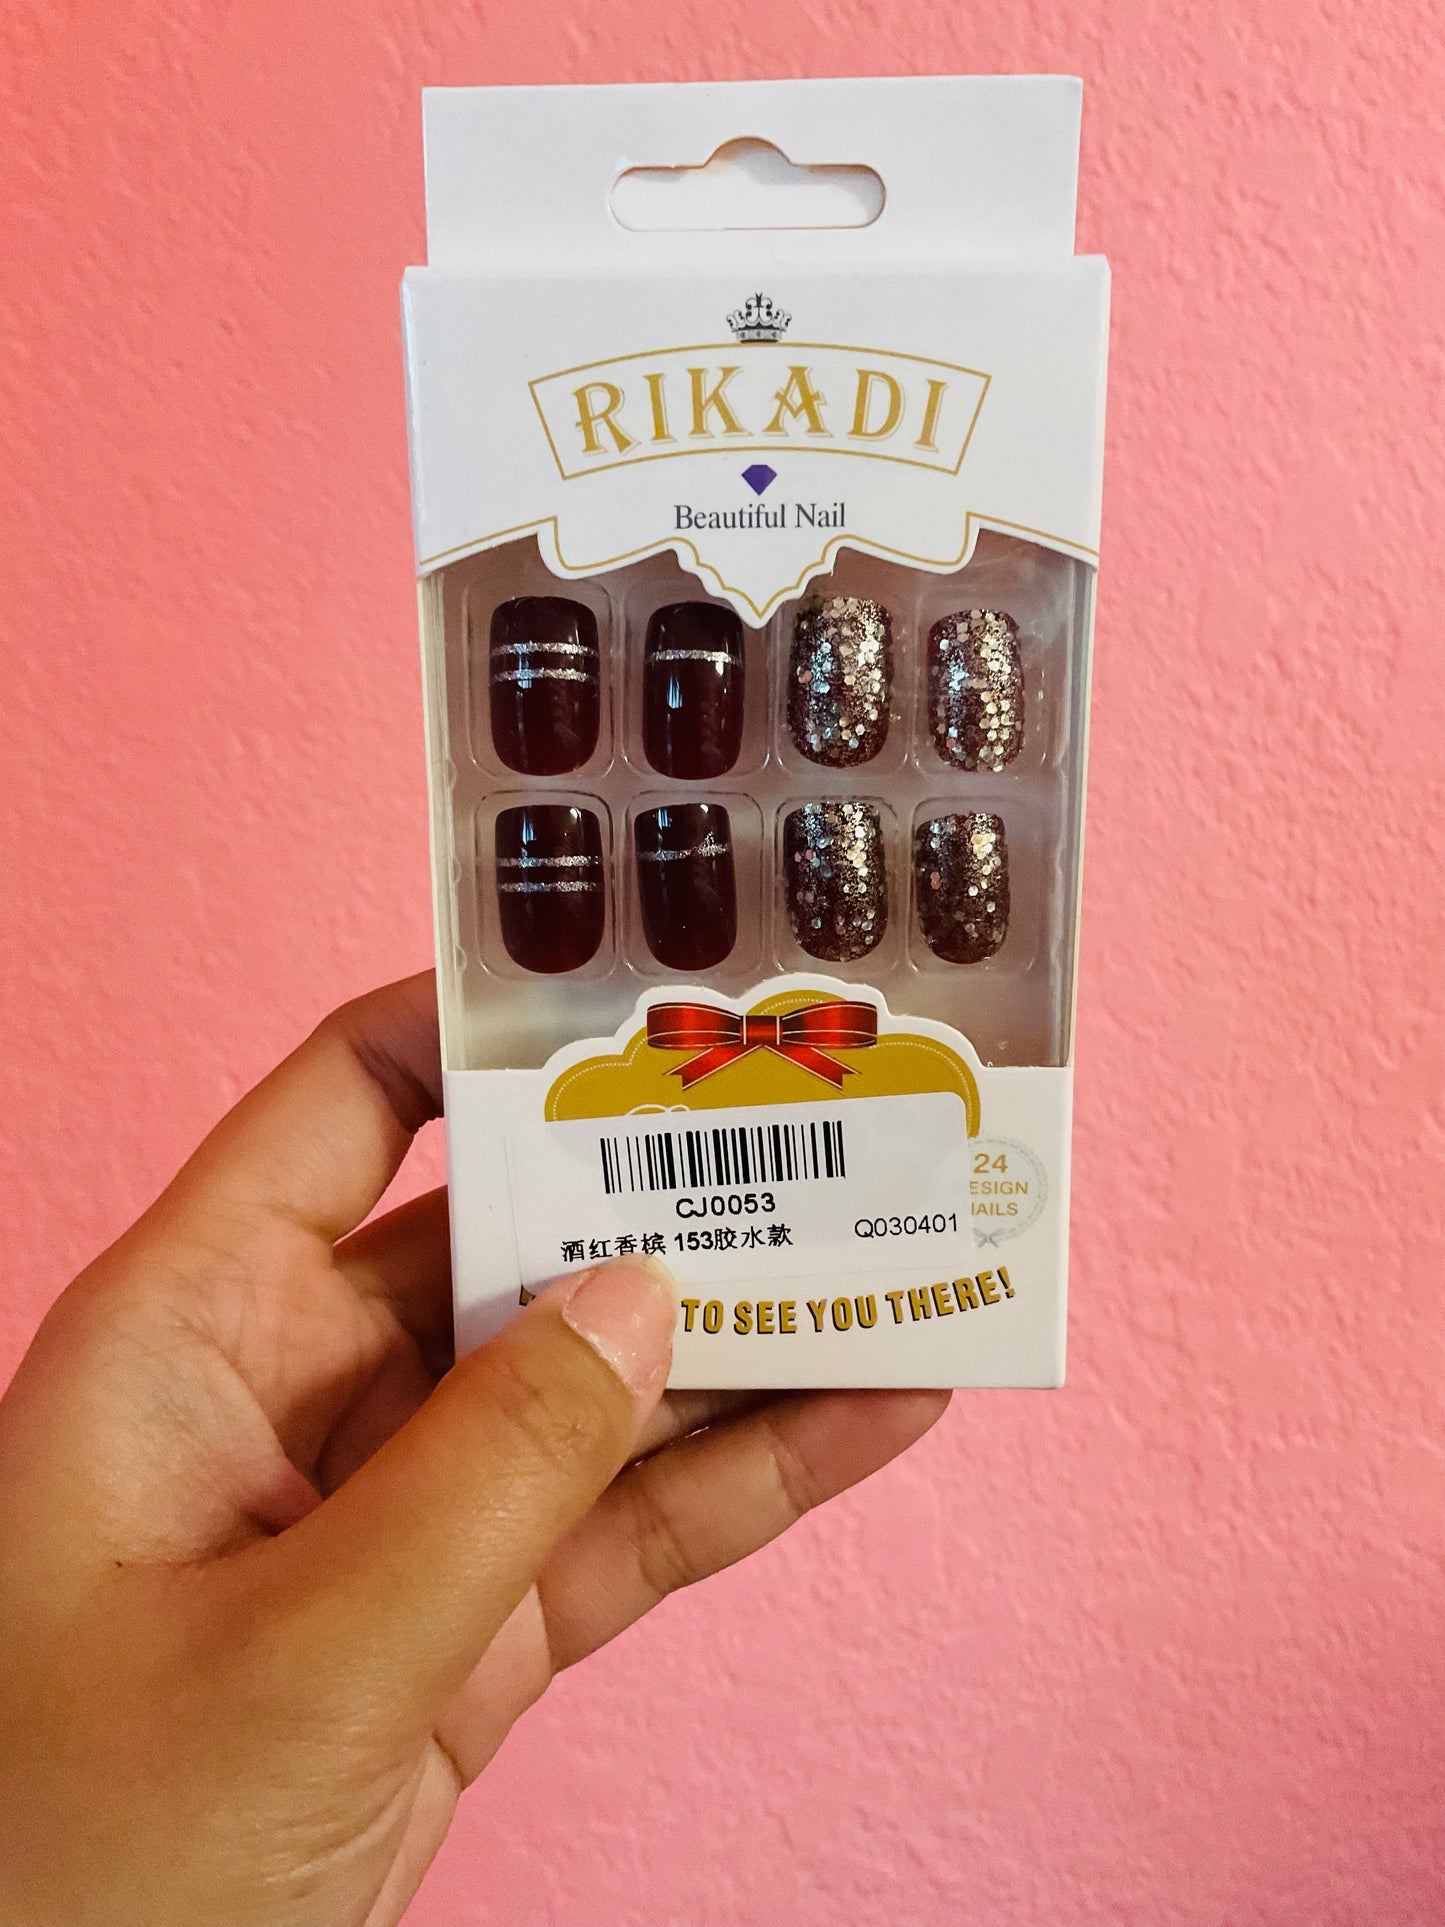 RIKADI
Beautiful Nail
24
ESIGN
NAILS
CJ0053
酒红香槟 153胶水款
Q030401
TO SEE YOU THERE!